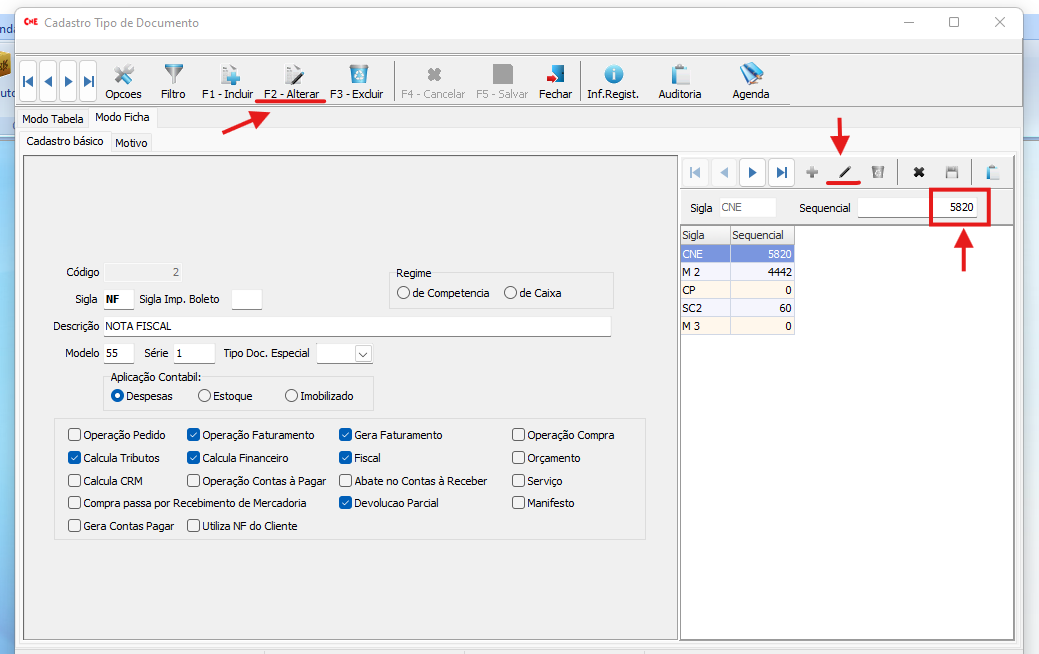 CNE Cadastro Tipo de Documento
Opcoes Filtro F1 - Incluir F2 - Alterar F3 - Excluir F4 - Cancelar F5 - Salvar Fechar Inf.Regist. Auditoria Agenda
Modo Tabela Modo Ficha
Cadastro básico Motivo
Sigla CNE Sequencial 5820
Sigla Sequencial
CNE 5820
M 2 4442
CP 0
SC2 60
M 3 0
Código 2
Sigla NF Sigla Imp. Boleto
Regime
de Competencia de Caixa
Descrição NOTA FISCAL
Modelo 55 Série 1 Tipo Doc. Especial
Aplicação Contabil:
Despesas Estoque Imobilizado
Operação Pedido Operação Faturamento Gera Faturamento Operação Compra
Calcula Tributos Calcula Financeiro Fiscal Orçamento
Calcula CRM Operação Contas à Pagar Abate no Contas à Receber Serviço
Compra passa por Recebimento de Mercadoria Devolucao Parcial Manifesto
Gera Contas Pagar Utiliza NF do Cliente